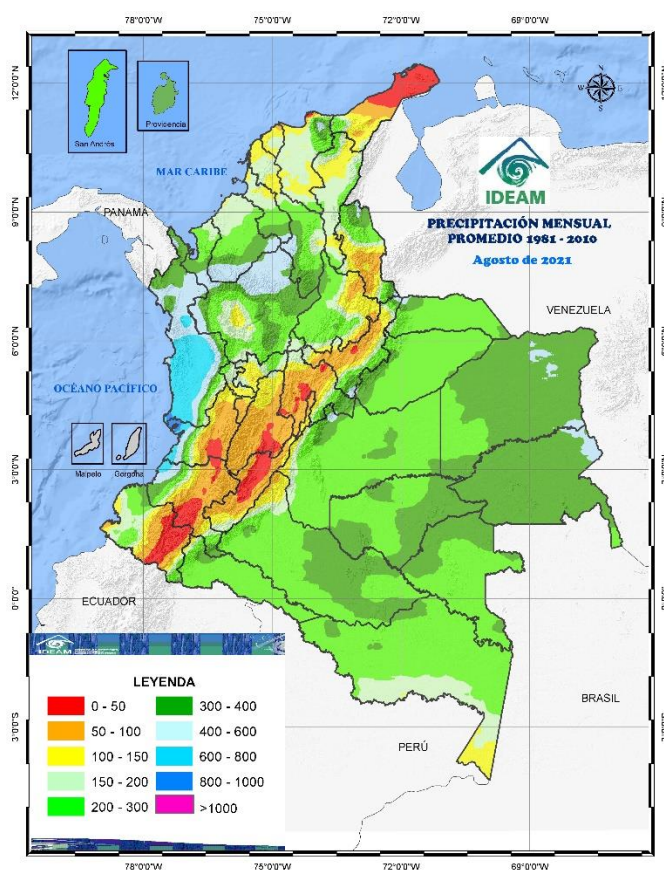 78°0'0"W 75°0'0"W 72°0'0"W 69°0'0"W
12°0'0"N
San Andrés
Providencia
N
S
MAR CARIBE
IDEAM
9°0'0"N
PANAMA
PRECIPITACIÓN MENSUAL
PROMEDIO 1981 - 2010
Agosto de 2021
VENEZUELA
6°0'0"N
OCÉANO PACÍFICO
Malpelo
Gorgona
3°0'0"N
0°0'0"
ECUADOR
IDEAM
LEYENDA
0 - 50
50 - 100
100 - 150
150 - 200
200 - 300
300 - 400
400 - 600
600 - 800
800 - 1000
>1000
BRASIL
3°0'0"S
PERÚ
78°0'0"W 75°0'0"W 72°0'0"W 69°0'0"W